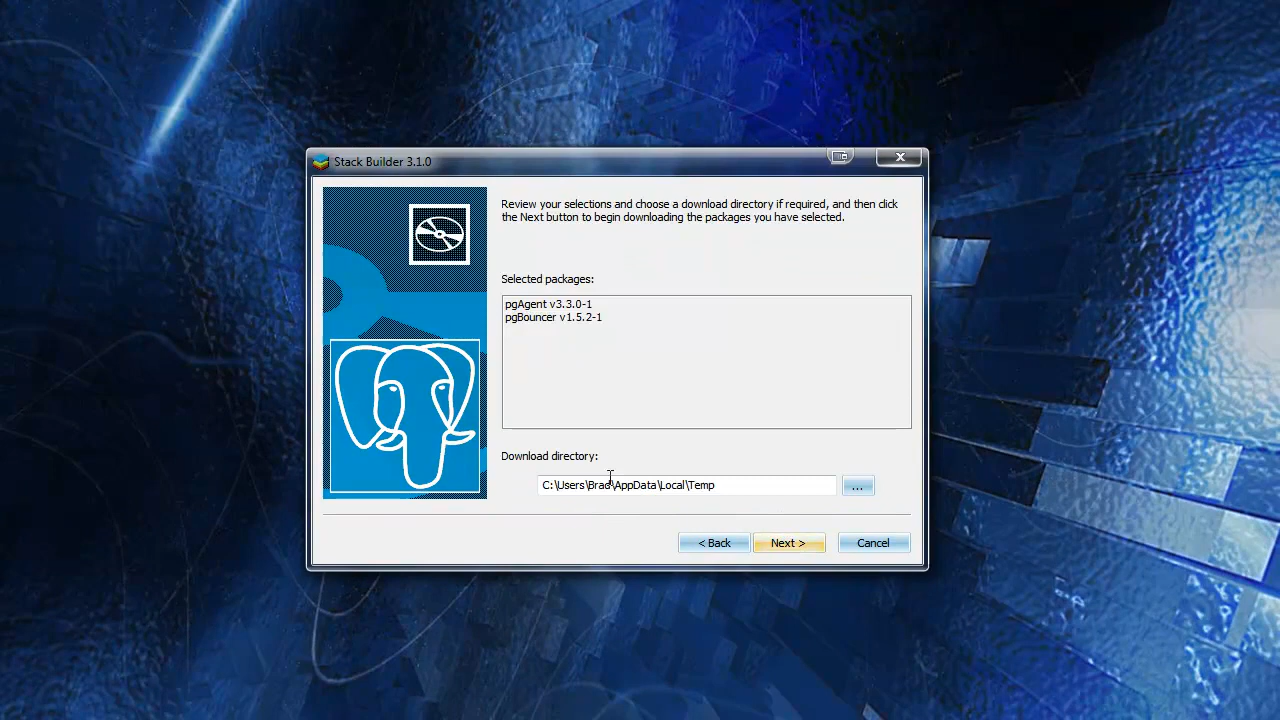 Stack Builder 3.1.0
Review your selections and choose a download directory if required, and then click
the Next button to begin downloading the packages you have selected.
Selected packages:
pgAgent v3.3.0-1
pgBouncer v1.5.2-1
Download directory:
C:\Users\Brad\AppData\Local\Temp
...
< Back
Next >
Cancel